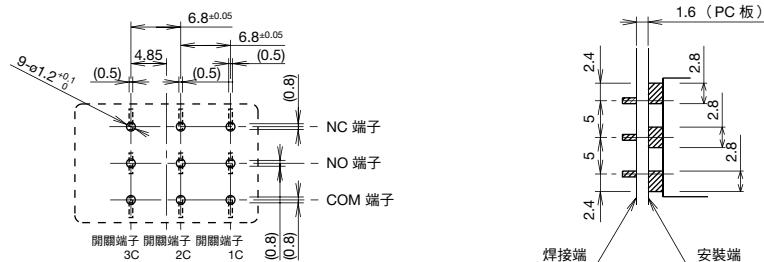 6.8±0.05
6.8±0.05
4.85
(0.5)
(0.5)
(0.5)
9-ø1.2 +0.1 0
(0.8)
NC 端子
NO 端子
COM 端子
開關端子 3C
開關端子 2C
開關端子 1C
(0.8)
(0.8)
1.6（PC 板）
2.4
5
5
2.4
2.8
2.8
2.8
焊接端
安裝端